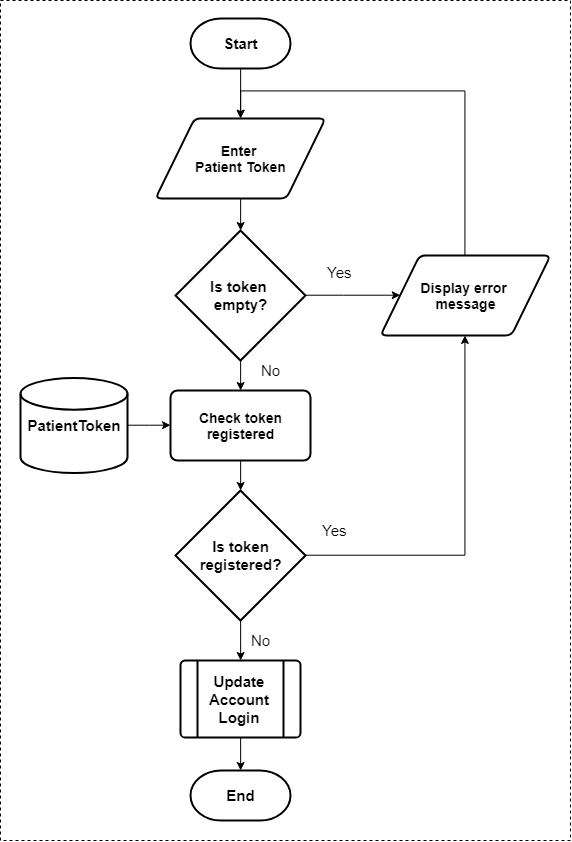 Start
Enter
Patient Token
Is token
empty?
Yes
Display error
message
No
PatientToken
Check token
registered
Is token
registered?
Yes
No
Update
Account
Login
End